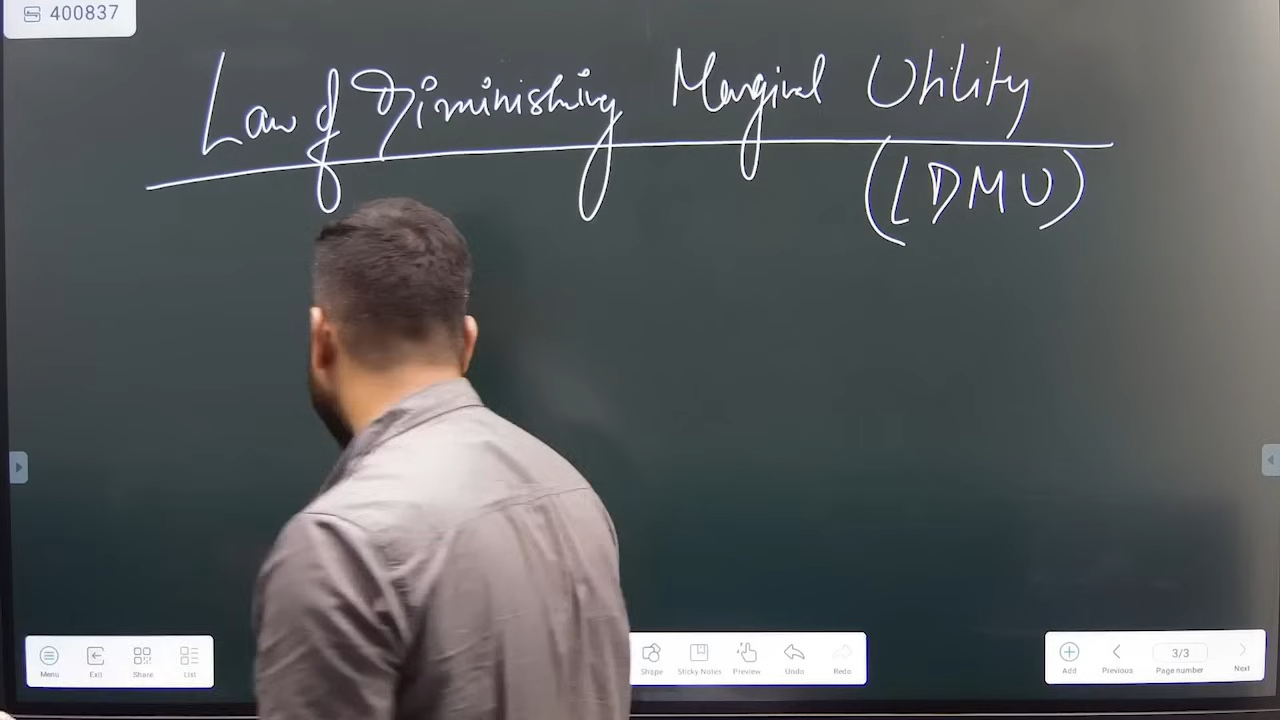 400837
Law of Diminishing Marginal Utility
(LDMU)
Menu Exit Share List Shape Sticky Notes Preview Undo Redo Add Previous 3/3 Page number Next